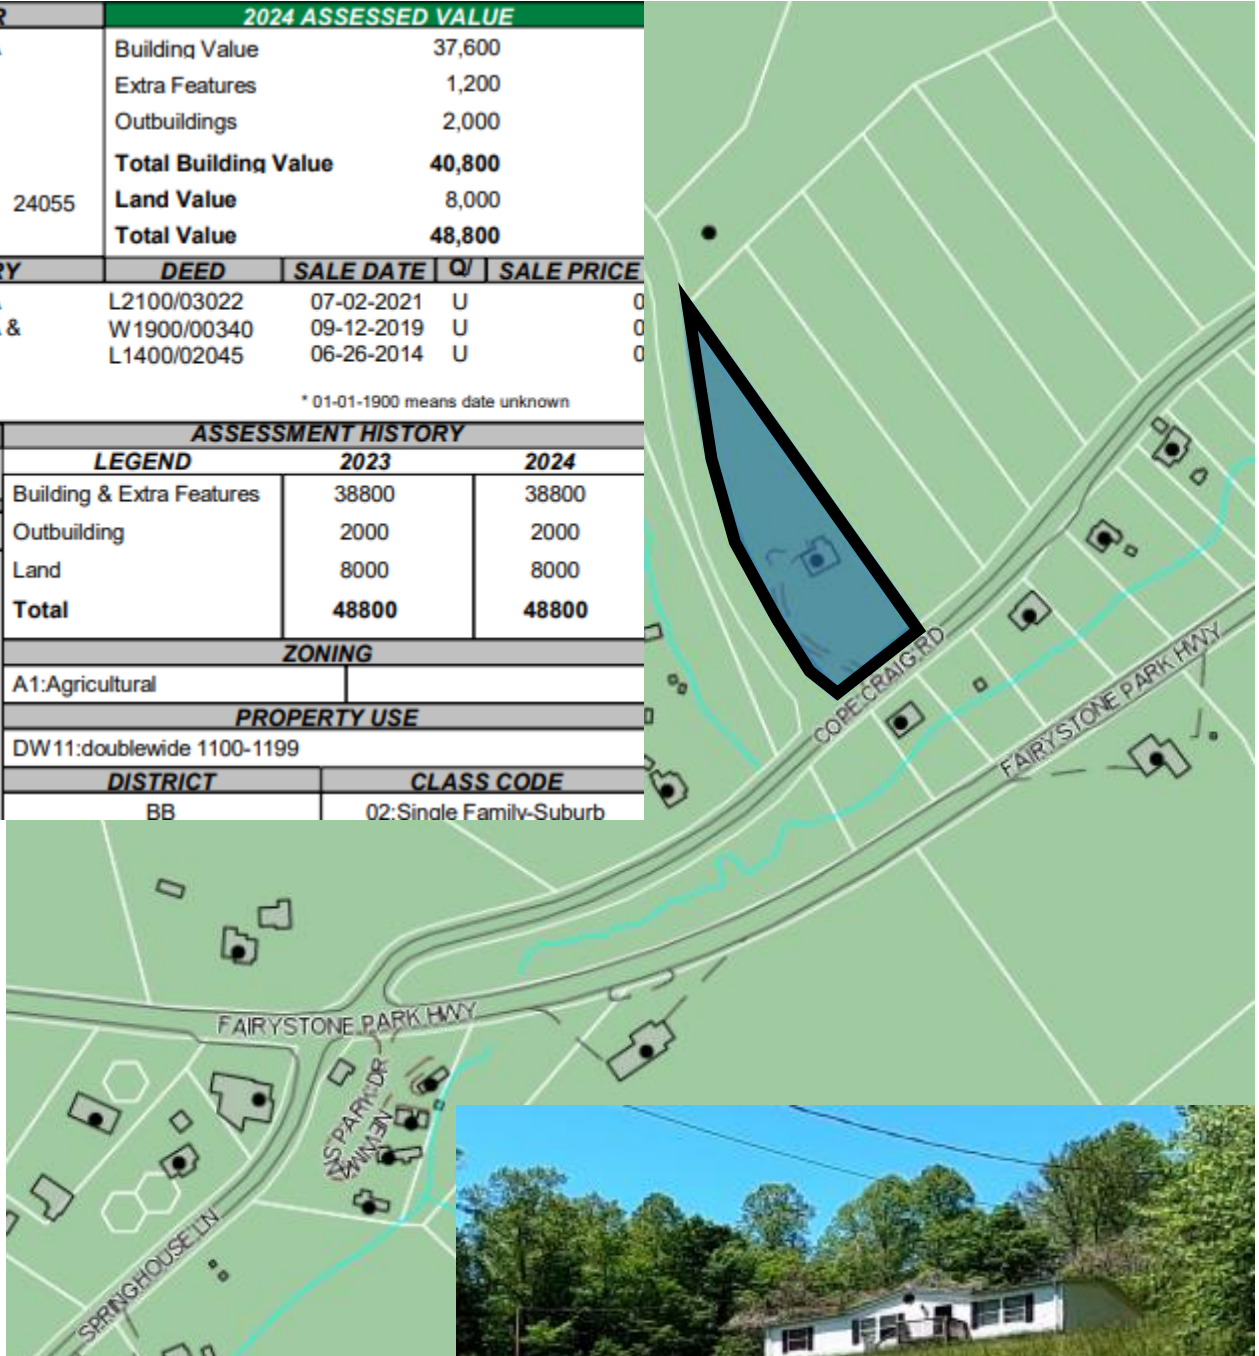 2024 ASSESSED VALUE
Building Value 37,600
Extra Features 1,200
Outbuildings 2,000
Total Building Value 40,800
24055 Land Value 8,000
Total Value 48,800
DEED SALE DATE Q/ SALE PRICE
L2100/03022 07-02-2021 U 0
& W1900/00340 09-12-2019 U 0
L1400/02045 06-26-2014 U 0
* 01-01-1900 means date unknown
ASSESSMENT HISTORY
LEGEND 2023 2024
Building & Extra Features 38800 38800
Outbuilding 2000 2000
Land 8000 8000
Total 48800 48800
ZONING
A1:Agricultural
PROPERTY USE
DW11:doublewide 1100-1199
DISTRICT CLASS CODE
BB 02:Single Family-Suburb
COPE CRAIG RD
FAIRYSTONE PARK HWY
FAIRYSTONE PARK HWY
PARK DR
SPRINGHOUSE LN